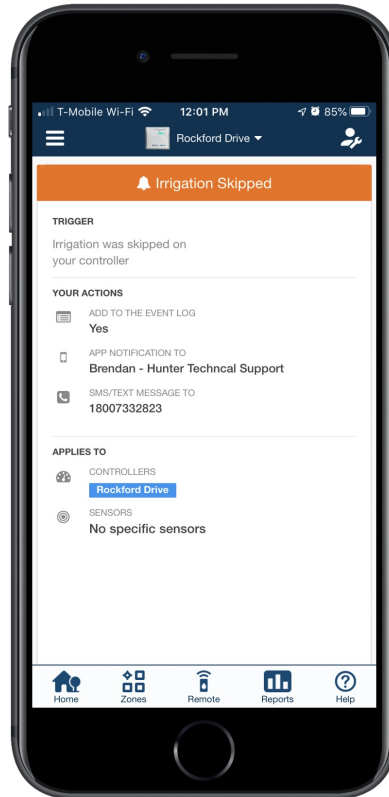 T-Mobile Wi-Fi 12:01 PM 85%
Rockford Drive
Irrigation Skipped
TRIGGER
Irrigation was skipped on
your controller
YOUR ACTIONS
ADD TO THE EVENT LOG
Yes
APP NOTIFICATION TO
Brendan - Hunter Techncal Support
SMS/TEXT MESSAGE TO
18007332823
APPLIES TO
CONTROLLERS
Rockford Drive
SENSORS
No specific sensors
Home Zones Remote Reports Help